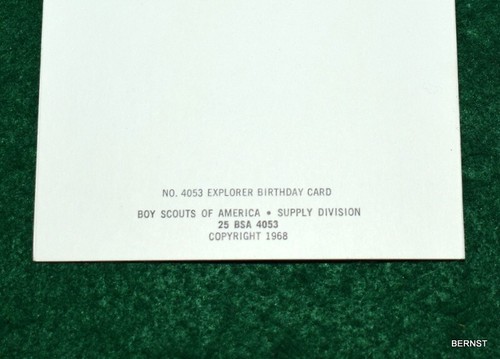 NO. 4053 EXPLORER BIRTHDAY CARD
BOY SCOUTS OF AMERICA • SUPPLY DIVISION
25 BSA 4053
COPYRIGHT 1968
BERNST